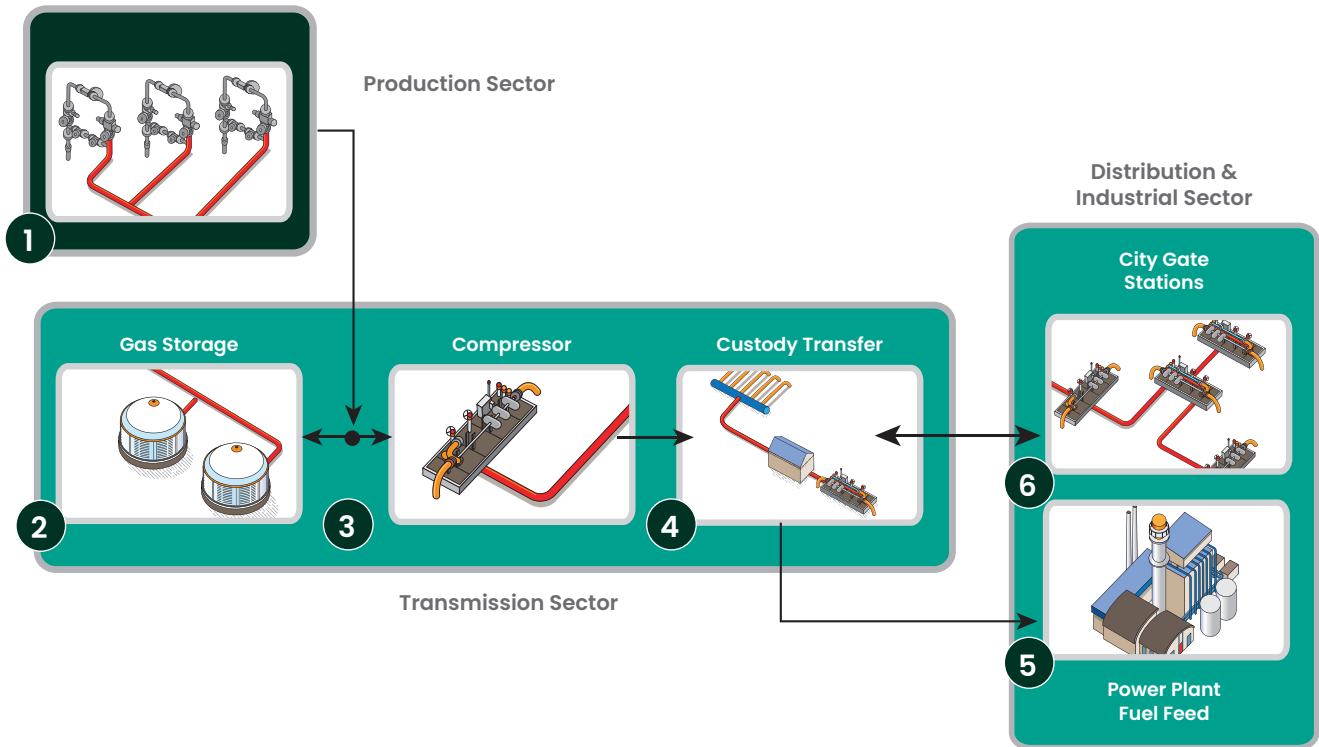 Production Sector
1
Distribution &
Industrial Sector
City Gate
Stations
Gas Storage
Compressor
Custody Transfer
2
3
4
6
Transmission Sector
5
Power Plant
Fuel Feed